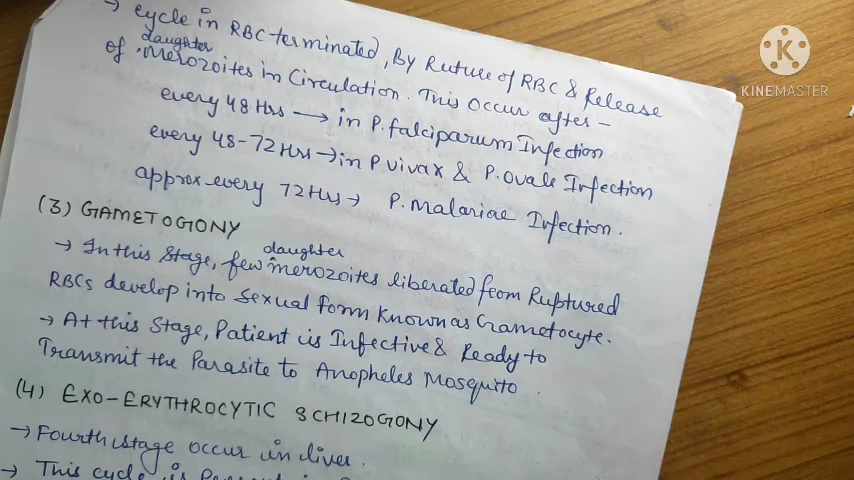 → cycle in RBC terminated, By Ruture of RBC & Release
of daughter merozoites in Circulation. This occur after –
every 48 Hrs → in P. falciparum Infection
every 48-72 Hrs → in P. vivax & P. ovale Infection
approx. every 72 Hrs → P. Malariae Infection.
(3) GAMETOGONY
→ In this stage, few daughter merozoites liberated from Ruptured
RBCs develop into sexual form known as Gametocyte.
→ At this Stage, Patient is Infective & Ready to
Transmit the Parasite to Anopheles Mosquito.
(4) EXO-ERYTHROCYTIC SCHIZOGONY
→ Fourth stage occur in liver.
→ This cycle is
KINEMASTER